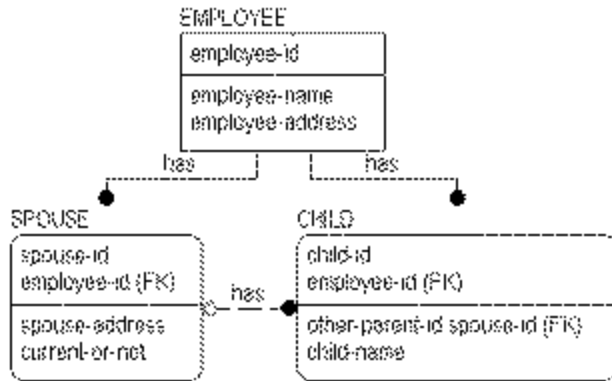 EMPLOYEE
employee-id
employee-name
employee-address
has
has
SPOUSE
spouse-id
employee-id (FK)
spouse-address
current-or-not
has
CHILD
child-id
employee-id (FK)
other-parent-id.spouse-id (FK)
child-name